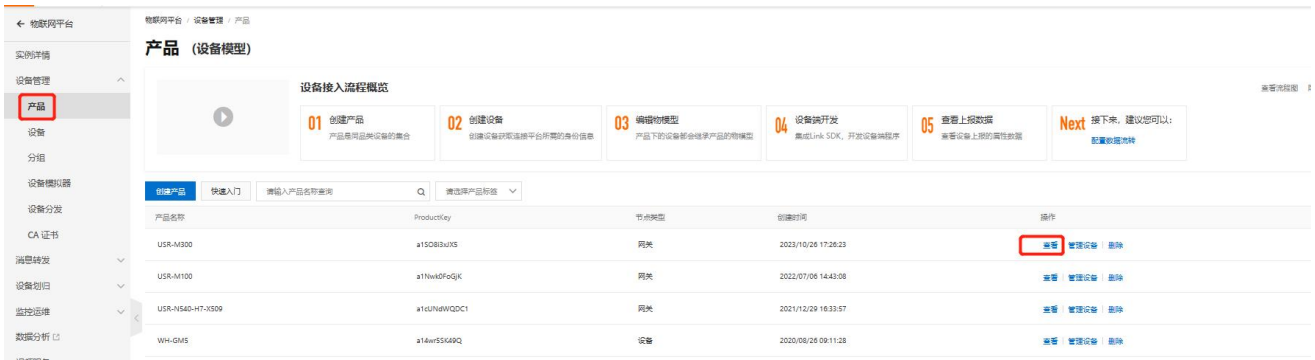 ← 物联网平台
物联网平台 / 设备管理 / 产品
产品 (设备模型)
实例详情
设备管理
产品
设备
分组
设备模拟器
设备分发
CA 证书
消息转发
设备划归
监控运维
数据分析
设备接入流程概览
查看流程图
01 创建产品
产品是同品类设备的集合
02 创建设备
创建设备获取连接平台所需的身份信息
03 编辑物模型
产品下的设备都会继承产品的物模型
04 设备端开发
集成Link SDK，开发设备端程序
05 查看上报数据
查看设备上报的属性数据
Next 接下来，建议您可以：
配置数据流转
创建产品 快速入门 请输入产品名称查询 请选择产品标签
产品名称 ProductKey 节点类型 创建时间 操作
USR-M300 a1SO8i3xJX5 网关 2023/10/26 17:26:23 查看 管理设备 删除
USR-M100 a1Nwk0FoGjK 网关 2022/07/06 14:43:08 查看 管理设备 删除
USR-N540-H7-X509 a1cUNdWQDC1 网关 2021/12/29 16:33:57 查看 管理设备 删除
WH-GM5 a14wr5SK49Q 设备 2020/08/26 09:11:28 查看 管理设备 删除